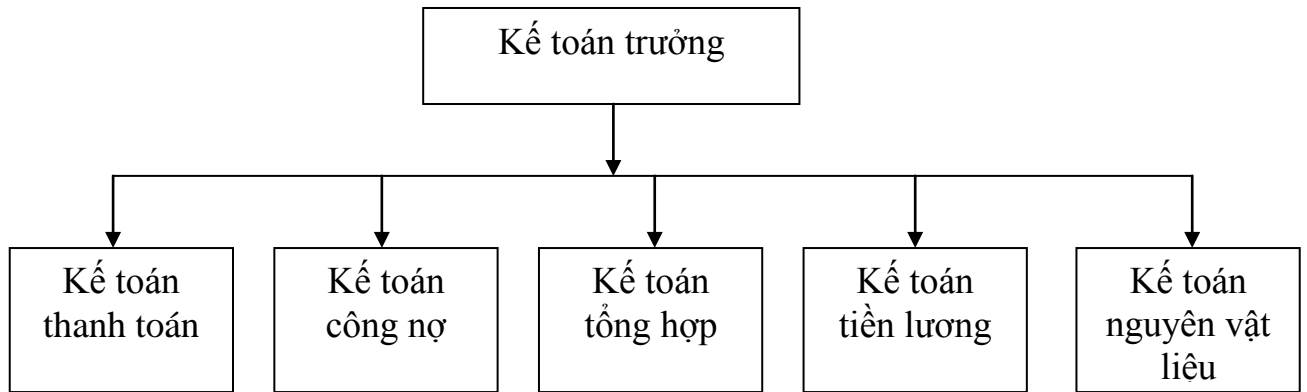 Kế toán trưởng
Kế toán
thanh toán
Kế toán
công nợ
Kế toán
tổng hợp
Kế toán
tiền lương
Kế toán
nguyên vật
liệu